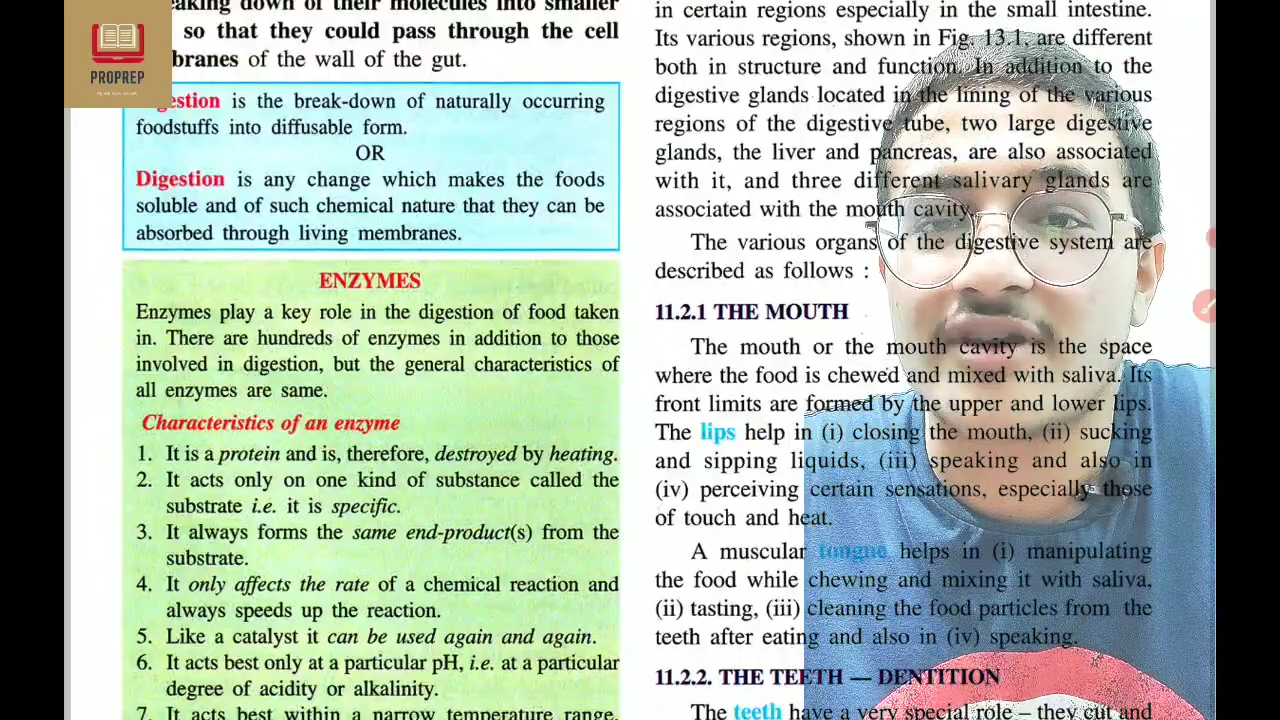 PROPREP
eaking down of their molecules into smaller
so that they could pass through the cell
branes of the wall of the gut.
gestion is the break-down of naturally occurring
foodstuffs into diffusable form.
OR
Digestion is any change which makes the foods
soluble and of such chemical nature that they can be
absorbed through living membranes.
ENZYMES
Enzymes play a key role in the digestion of food taken
in. There are hundreds of enzymes in addition to those
involved in digestion, but the general characteristics of
all enzymes are same.
Characteristics of an enzyme
1. It is a protein and is, therefore, destroyed by heating.
2. It acts only on one kind of substance called the
substrate i.e. it is specific.
3. It always forms the same end-product(s) from the
substrate.
4. It only affects the rate of a chemical reaction and
always speeds up the reaction.
5. Like a catalyst it can be used again and again.
6. It acts best only at a particular pH, i.e. at a particular
degree of acidity or alkalinity.
7. It acts best within a narrow temperature range,
in certain regions especially in the small intestine.
Its various regions, shown in Fig. 13.1, are different
both in structure and function. In addition to the
digestive glands located in the lining of the various
regions of the digestive tube, two large digestive
glands, the liver and pancreas, are also associated
with it, and three different salivary glands are
associated with the mouth cavity.
The various organs of the digestive system are
described as follows :
11.2.1 THE MOUTH
The mouth or the mouth cavity is the space
where the food is chewed and mixed with saliva. Its
front limits are formed by the upper and lower lips.
The lips help in (i) closing the mouth, (ii) sucking
and sipping liquids, (iii) speaking and also in
(iv) perceiving certain sensations, especially those
of touch and heat.
A muscular tongue helps in (i) manipulating
the food while chewing and mixing it with saliva,
(ii) tasting, (iii) cleaning the food particles from the
teeth after eating and also in (iv) speaking.
11.2.2. THE TEETH — DENTITION
The teeth have a very special role – they cut and